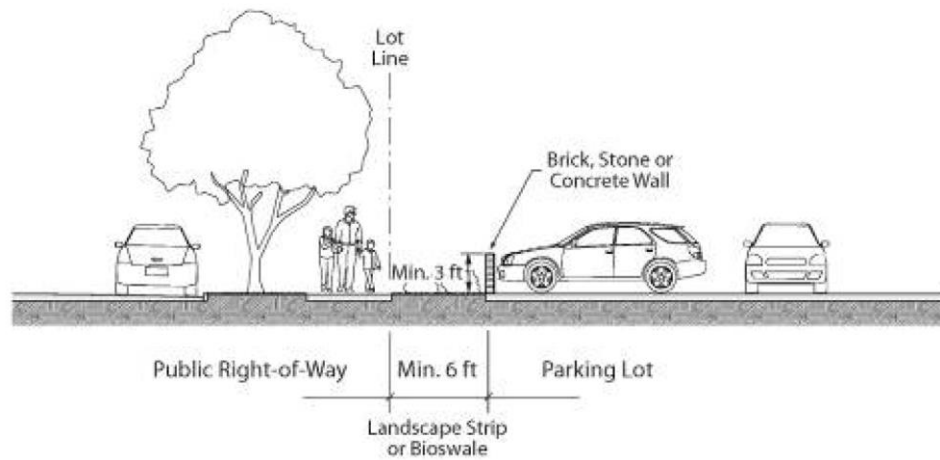 Lot
Line
Brick, Stone or
Concrete Wall
Min. 3 ft
Public Right-of-Way
Min. 6 ft
Parking Lot
Landscape Strip
or Bioswale